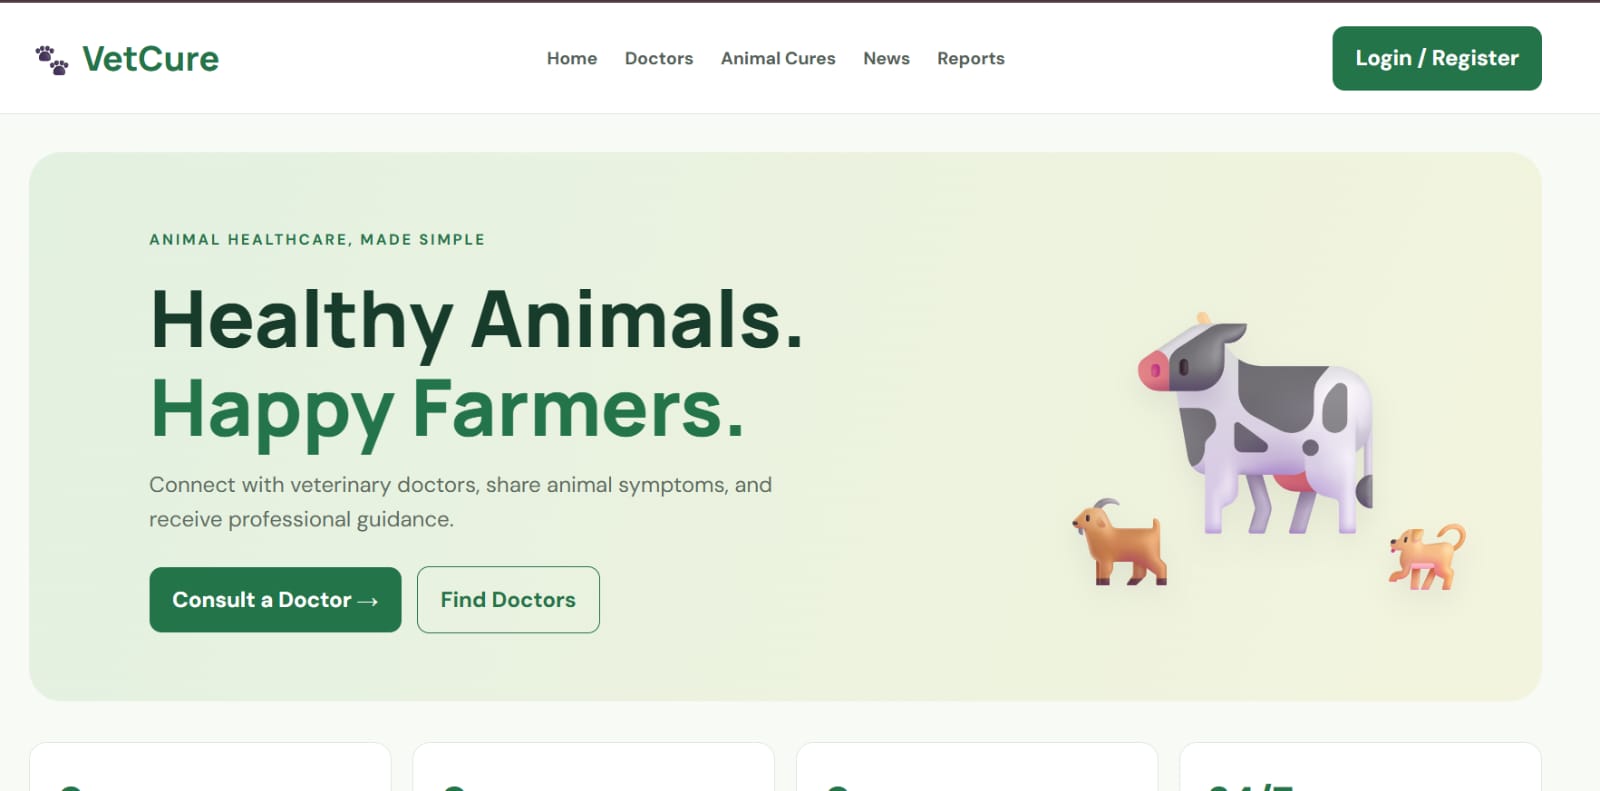 VetCure
Home
Doctors
Animal Cures
News
Reports
Login / Register
ANIMAL HEALTHCARE, MADE SIMPLE
Healthy Animals.
Happy Farmers.
Connect with veterinary doctors, share animal symptoms, and
receive professional guidance.
Consult a Doctor →
Find Doctors